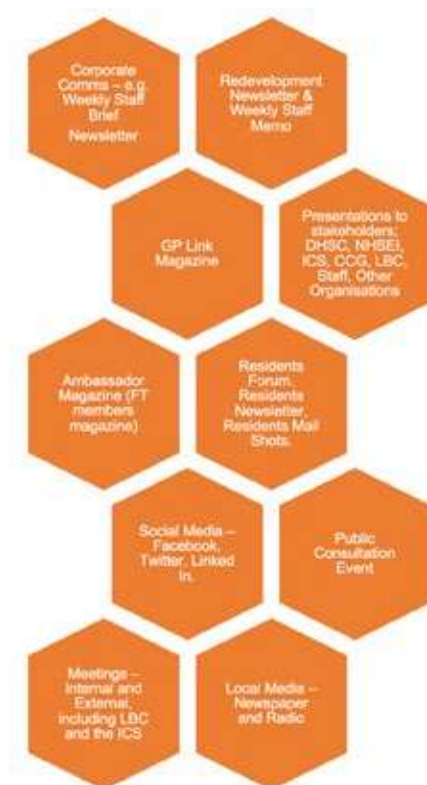 Corporate
Comms – e.g.
Weekly Staff
Brief
Newsletter
Redevelopment
Newsletter &
Weekly Staff
Memo
GP Link
Magazine
Presentations to
stakeholders;
DHSC, NHSEI,
ICS, CCG, LBC,
Staff, Other
Organisations
Ambassador
Magazine (FT
members
magazine)
Residents
Forum.
Residents
Newsletter,
Residents Mail
Shots.
Social Media –
Facebook,
Twitter, Linked
In.
Public
Consultation
Event
Meetings –
Internal and
External,
including LBC
and the ICS
Local Media –
Newspaper
and Radio